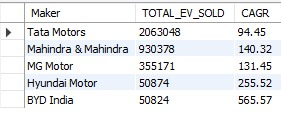 Maker TOTAL_EV_SOLD CAGR
Tata Motors 2063048 94.45
Mahindra & Mahindra 930378 140.32
MG Motor 355171 131.45
Hyundai Motor 50874 255.52
BYD India 50824 565.57